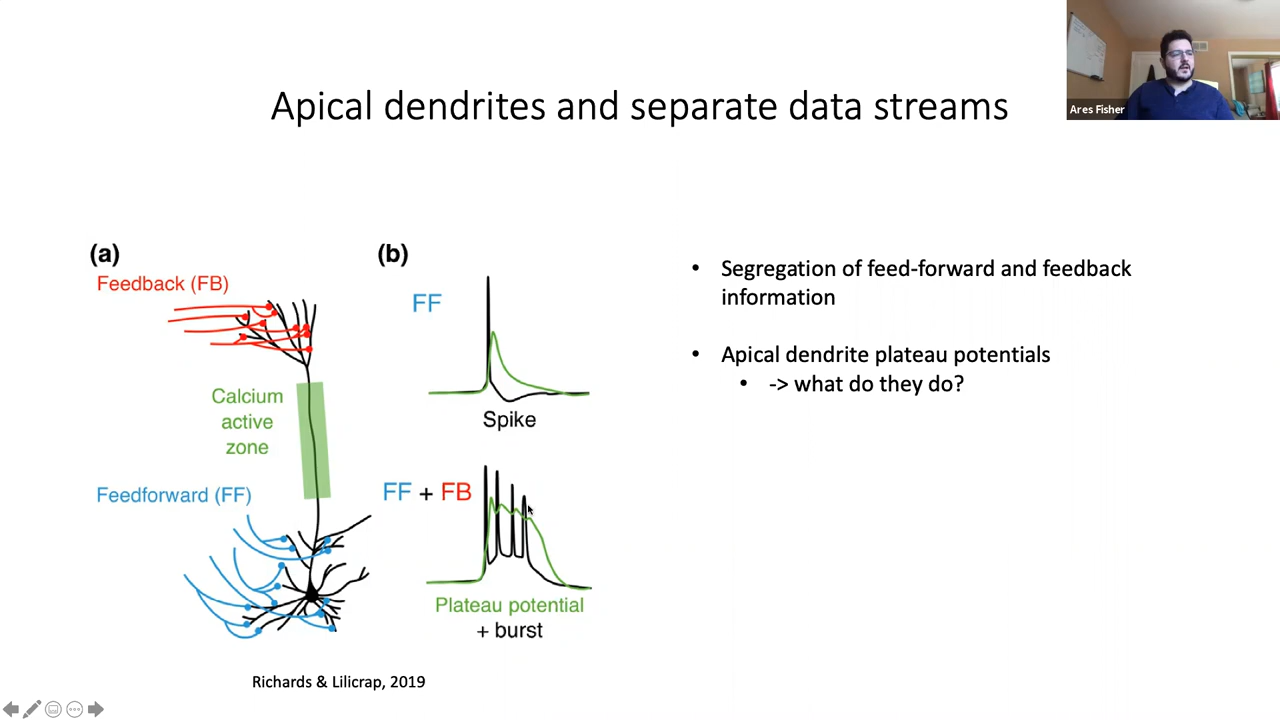 Ares Fisher
Apical dendrites and separate data streams
(a)
Feedback (FB)
Calcium
active
zone
Feedforward (FF)
(b)
FF
Spike
FF + FB
Plateau potential
+ burst
Richards & Lilicrap, 2019
• Segregation of feed-forward and feedback
information
• Apical dendrite plateau potentials
• -> what do they do?